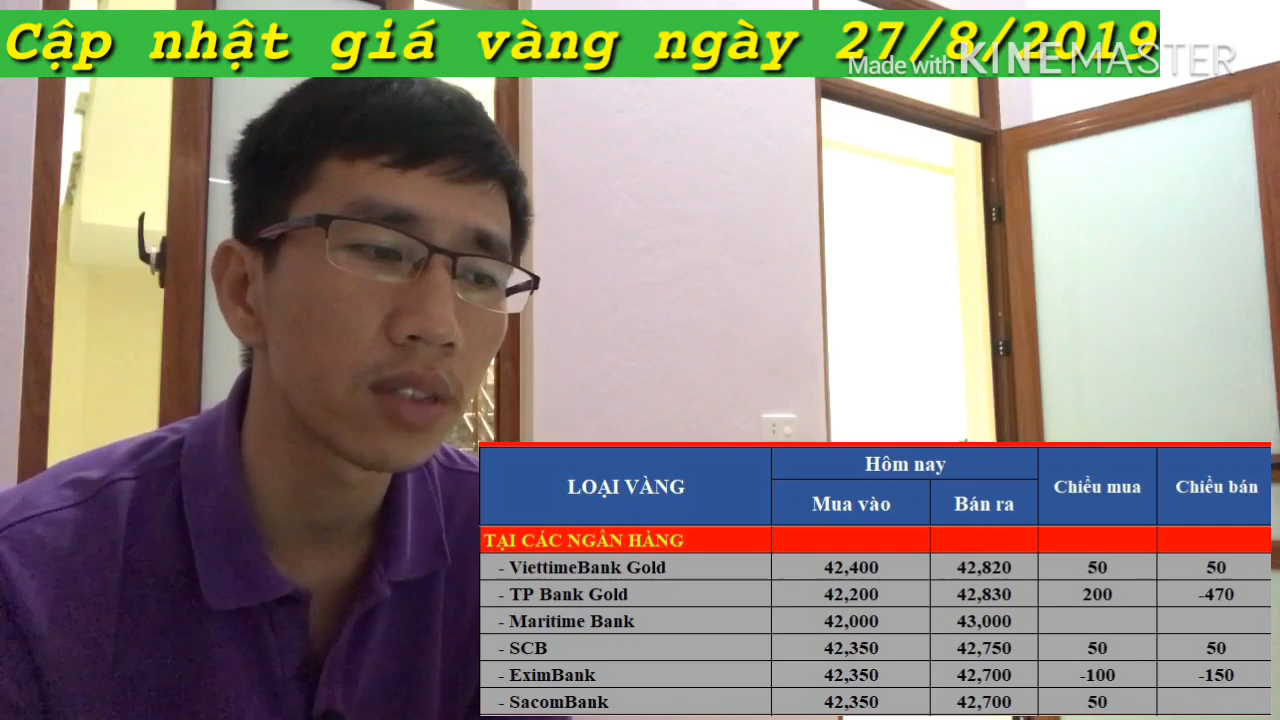 Cập nhật giá vàng ngày 27/8/2019
Made with KINEMASTER
LOẠI VÀNG Hôm nay Chiều mua Chiều bán
Mua vào Bán ra
TẠI CÁC NGÂN HÀNG
- ViettimeBank Gold 42,400 42,820 50 50
- TP Bank Gold 42,200 42,830 200 -470
- Maritime Bank 42,000 43,000
- SCB 42,350 42,750 50 50
- EximBank 42,350 42,700 -100 -150
- SacomBank 42,350 42,700 50